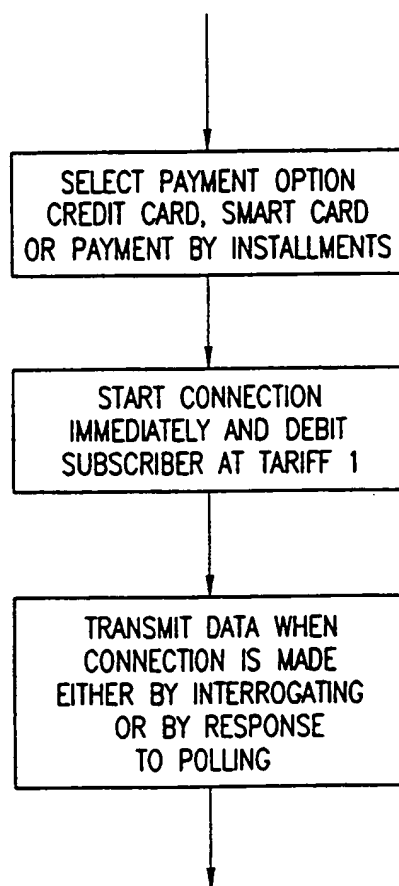 SELECT PAYMENT OPTION
CREDIT CARD, SMART CARD
OR PAYMENT BY INSTALLMENTS
START CONNECTION
IMMEDIATELY AND DEBIT
SUBSCRIBER AT TARIFF 1
TRANSMIT DATA WHEN
CONNECTION IS MADE
EITHER BY INTERROGATING
OR BY RESPONSE
TO POLLING